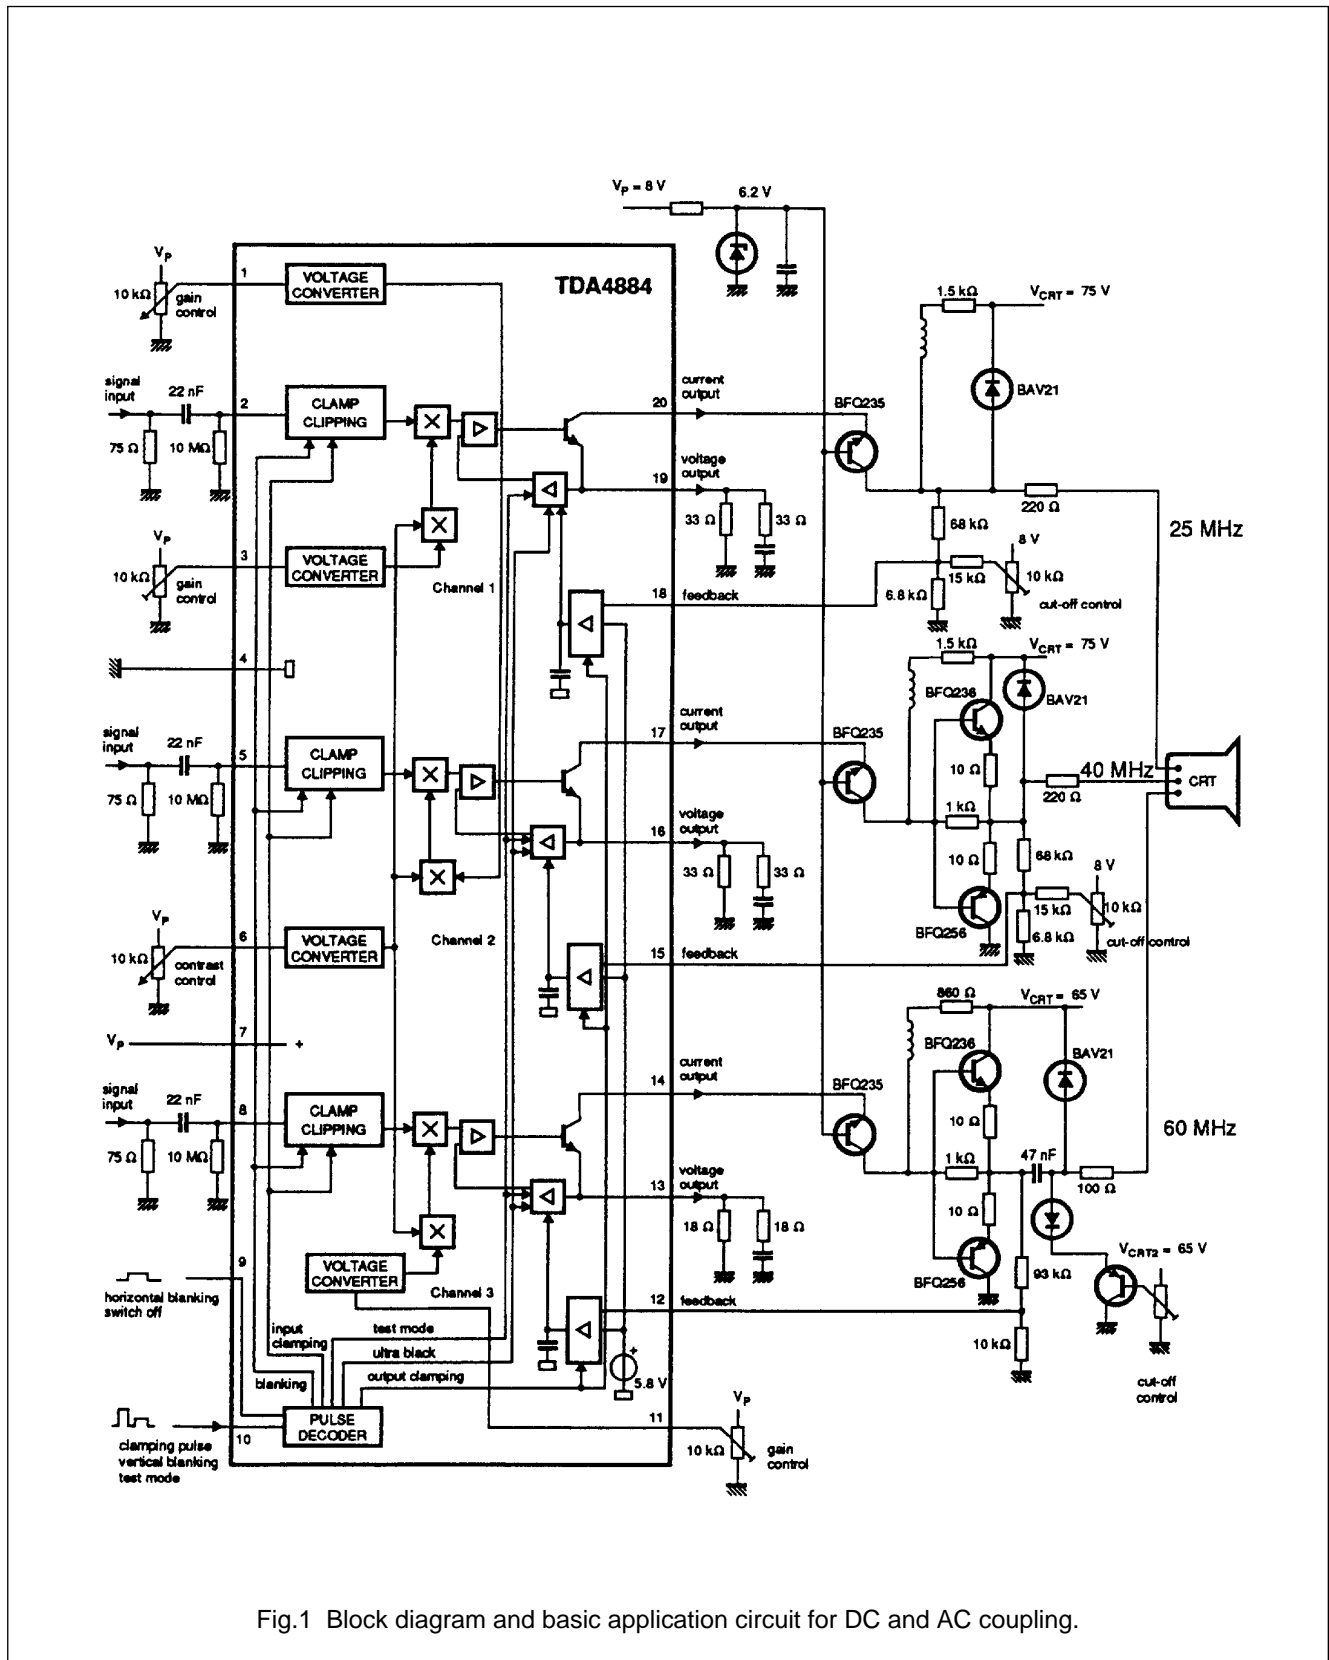 V_P = 8 V
6.2 V
V_P
1
VOLTAGE CONVERTER
TDA4884
10 kΩ
gain control
1.5 kΩ
V_CRT = 75 V
BAV21
signal input
22 nF
2
CLAMP CLIPPING
75 Ω
10 MΩ
current output
20
BFQ235
voltage output
19
33 Ω
33 Ω
220 Ω
68 kΩ
25 MHz
8 V
15 kΩ
10 kΩ
6.8 kΩ
cut-off control
V_P
3
VOLTAGE CONVERTER
10 kΩ
gain control
Channel 1
18
feedback
4
1.5 kΩ
V_CRT = 75 V
BFQ236
BAV21
signal input
22 nF
5
CLAMP CLIPPING
75 Ω
10 MΩ
current output
17
BFQ235
10 Ω
40 MHz
220 Ω
CRT
voltage output
16
33 Ω
33 Ω
1 kΩ
10 Ω
68 kΩ
8 V
15 kΩ
10 kΩ
BFQ256
6.8 kΩ
cut-off control
V_P
6
VOLTAGE CONVERTER
10 kΩ
contrast control
Channel 2
15
feedback
7
V_P
+
860 Ω
V_CRT = 65 V
BFQ236
BAV21
signal input
22 nF
8
CLAMP CLIPPING
75 Ω
10 MΩ
current output
14
BFQ235
10 Ω
60 MHz
1 kΩ
47 nF
100 Ω
voltage output
13
18 Ω
18 Ω
10 Ω
BFQ256
V_CRT2 = 65 V
93 kΩ
9
VOLTAGE CONVERTER
Channel 3
horizontal blanking
switch off
12
feedback
10 kΩ
cut-off control
input clamping
test mode
ultra black
output clamping
blanking
+
5.8 V
PULSE DECODER
10
clamping pulse
vertical blanking
test mode
11
V_P
10 kΩ
gain control
Fig.1 Block diagram and basic application circuit for DC and AC coupling.